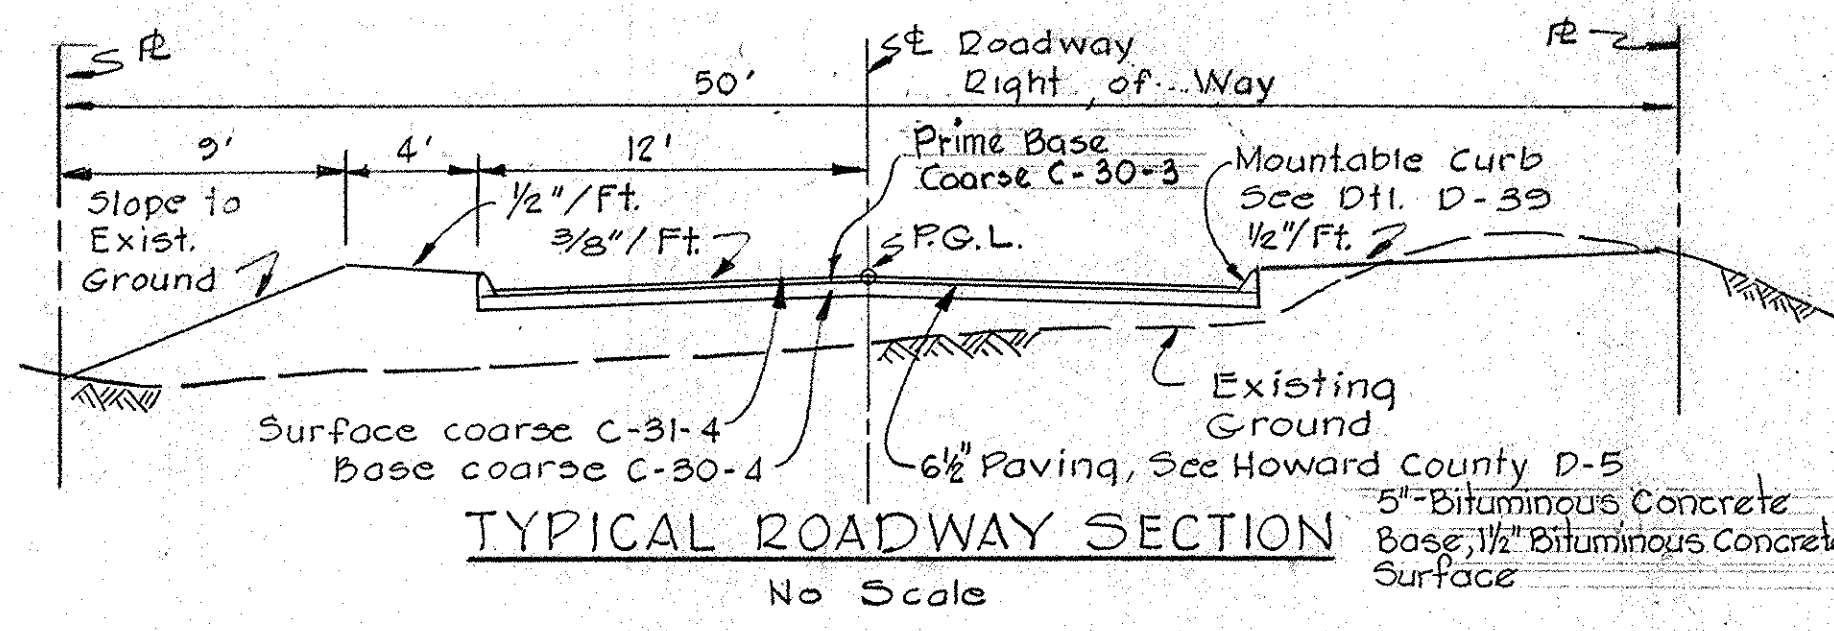 ℄ Roadway
℄ 
50'
Right of Way
9'
4'
12'
Prime Base
Coarse C-30-3
Mountable Curb
See Dtl. D-39
1/2"/Ft.
Slope to
Exist.
Ground
1/2"/Ft.
3/8"/Ft.
P.G.L.
Surface coarse C-31-4
Base coarse C-30-4
Existing
Ground
6½" Paving, See Howard County D-5
5"-Bituminous Concrete
Base, 1½" Bituminous Concrete
Surface
TYPICAL ROADWAY SECTION
No Scale